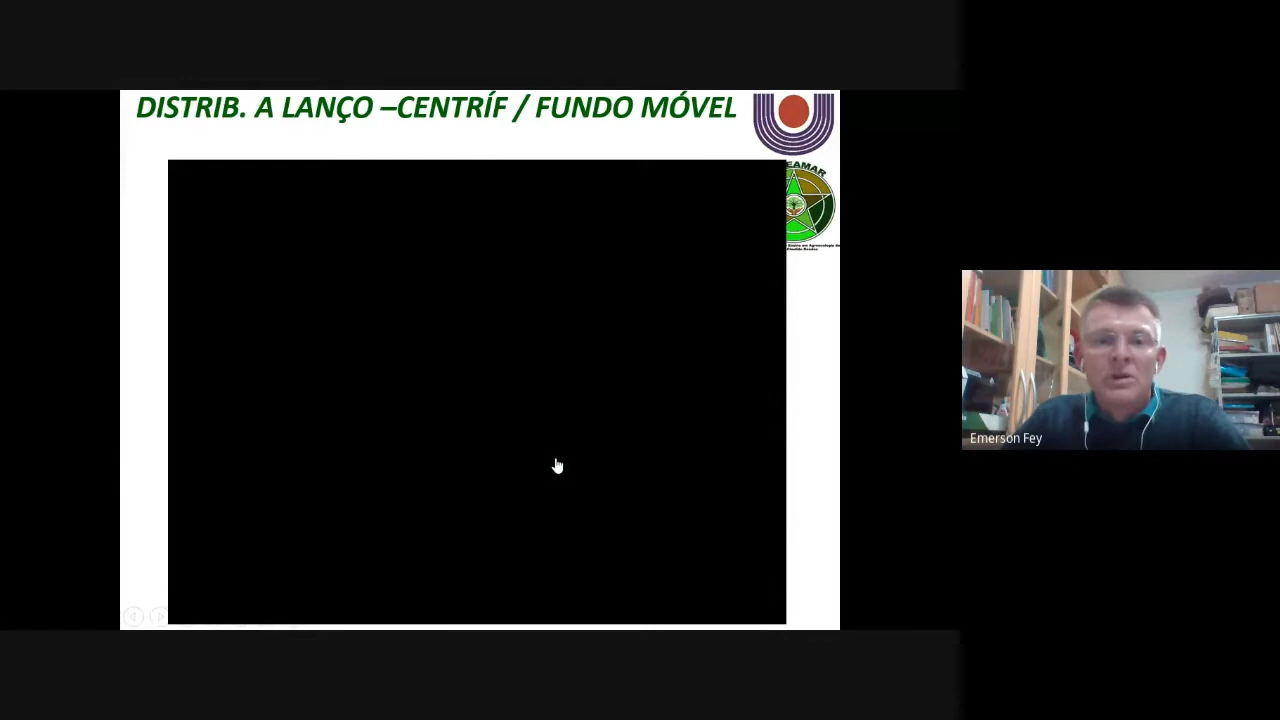 DISTRIB. A LANÇO –CENTRÍF / FUNDO MÓVEL
EAMAR
Emerson Fey